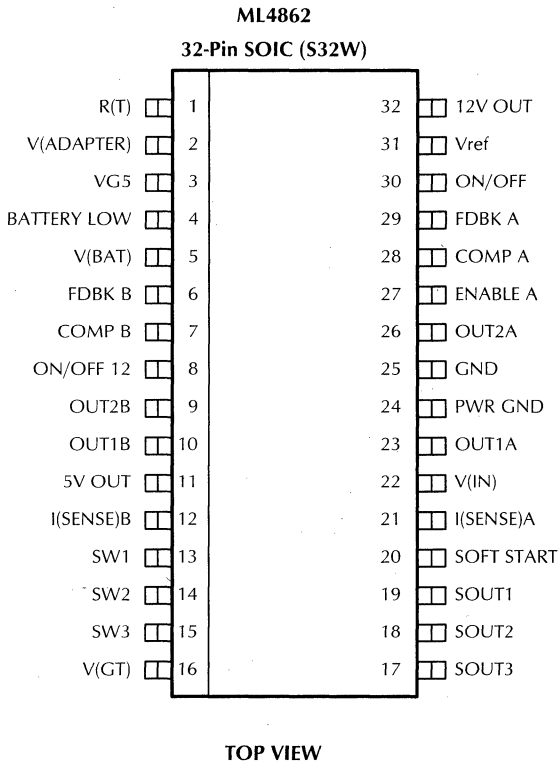 ML4862
32-Pin SOIC (S32W)
R(T) 1 32 12V OUT
V(ADAPTER) 2 31 Vref
VG5 3 30 ON/OFF
BATTERY LOW 4 29 FDBK A
V(BAT) 5 28 COMP A
FDBK B 6 27 ENABLE A
COMP B 7 26 OUT2A
ON/OFF 12 8 25 GND
OUT2B 9 24 PWR GND
OUT1B 10 23 OUT1A
5V OUT 11 22 V(IN)
I(SENSE)B 12 21 I(SENSE)A
SW1 13 20 SOFT START
SW2 14 19 SOUT1
SW3 15 18 SOUT2
V(GT) 16 17 SOUT3
TOP VIEW